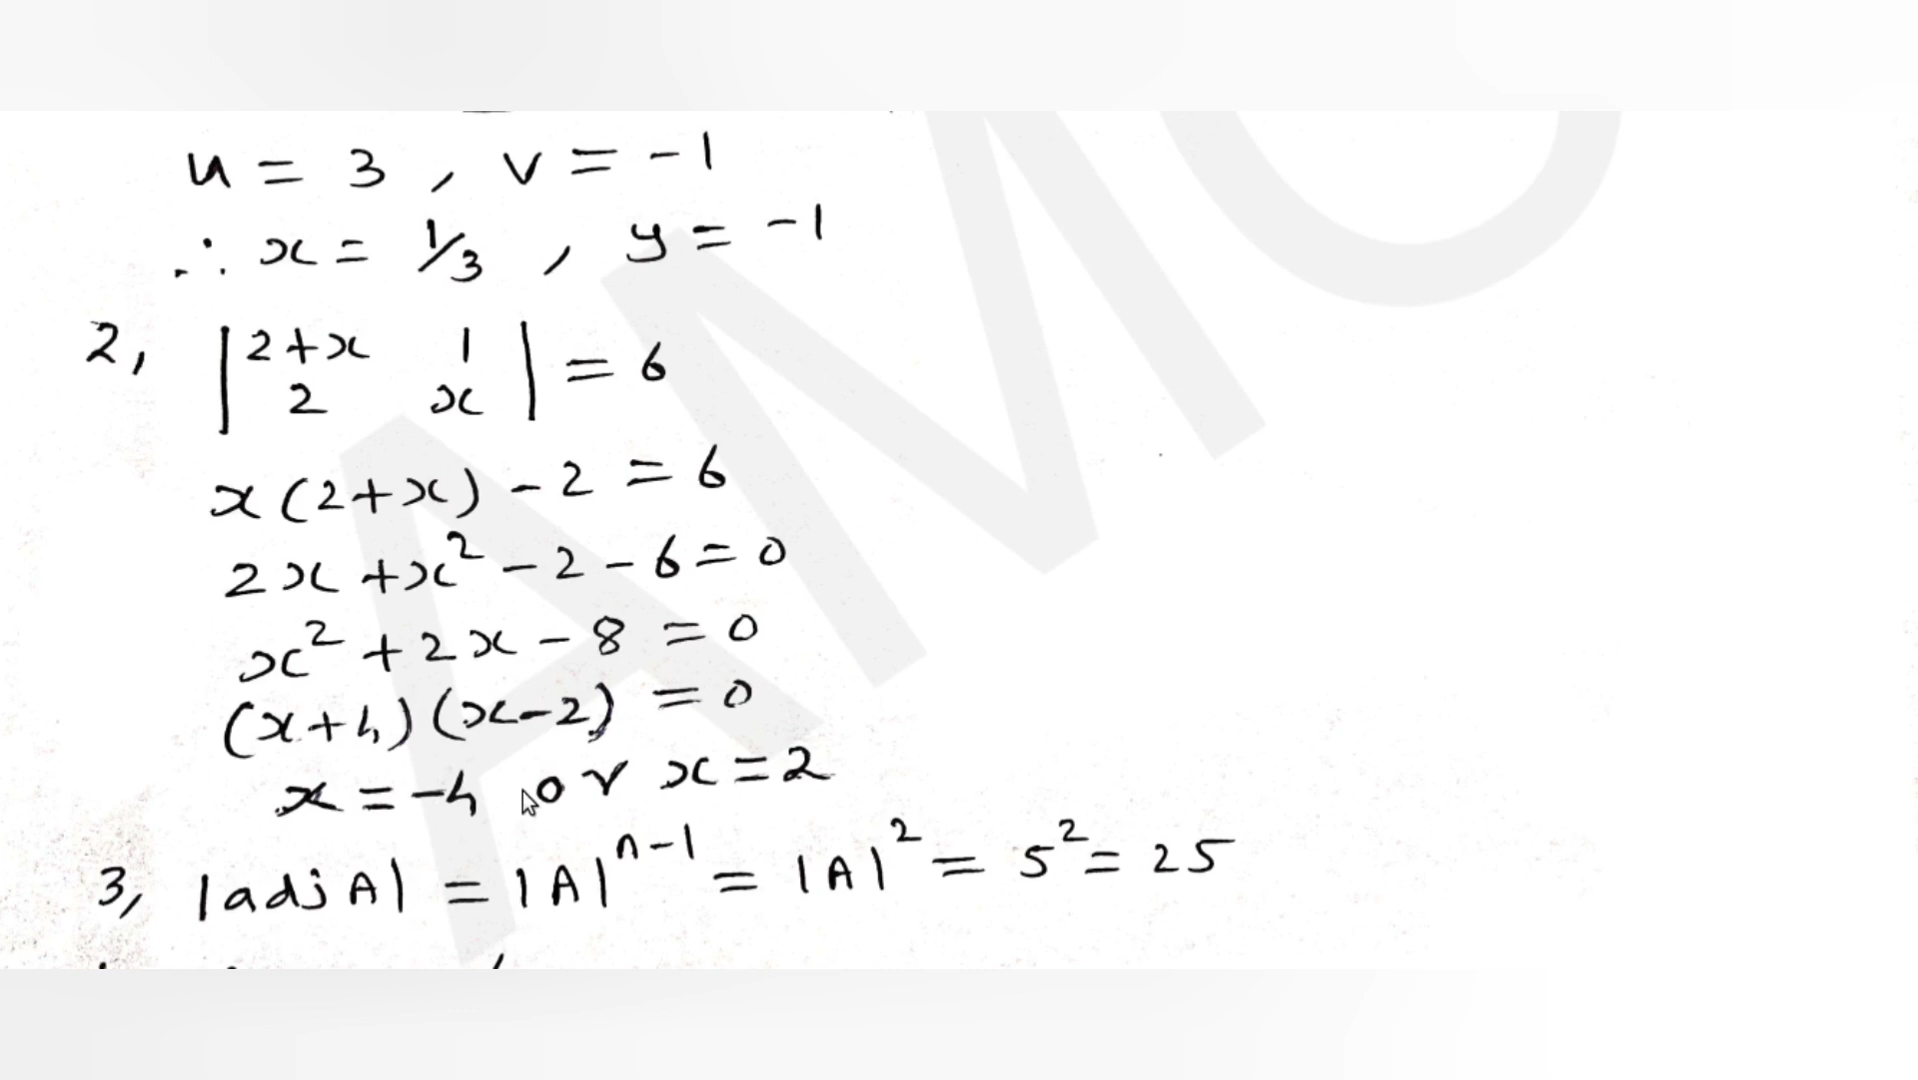 u = 3 , v = -1
∴ x = 1/3 , y = -1
2, | 2+x 1 | = 6
| 2 x |
x(2+x) - 2 = 6
2x + x² - 2 - 6 = 0
x² + 2x - 8 = 0
(x+4)(x-2) = 0
x = -4 or x = 2
3, |adj A| = |A|ⁿ⁻¹ = |A|² = 5² = 25
AMC